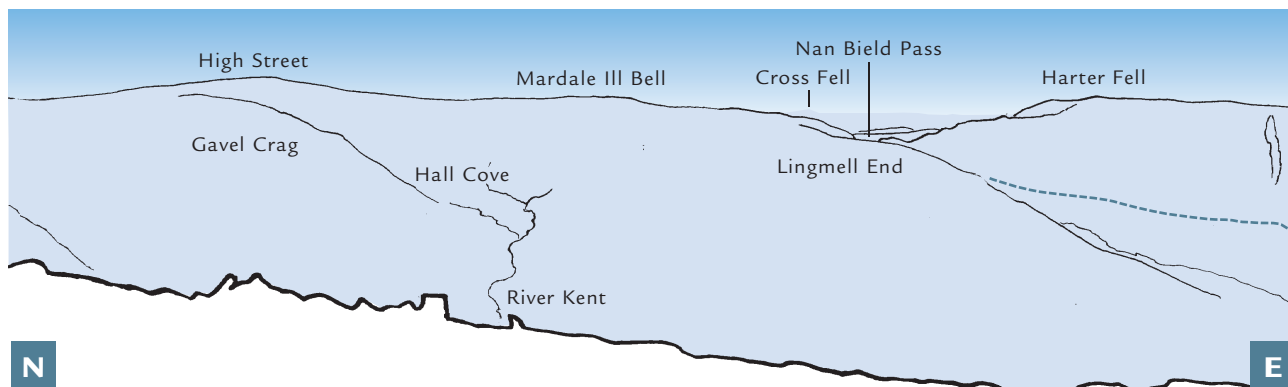 Nan Bield Pass
High Street
Mardale Ill Bell
Cross Fell
Harter Fell
Gavel Crag
Hall Cove
Lingmell End
River Kent
N
E